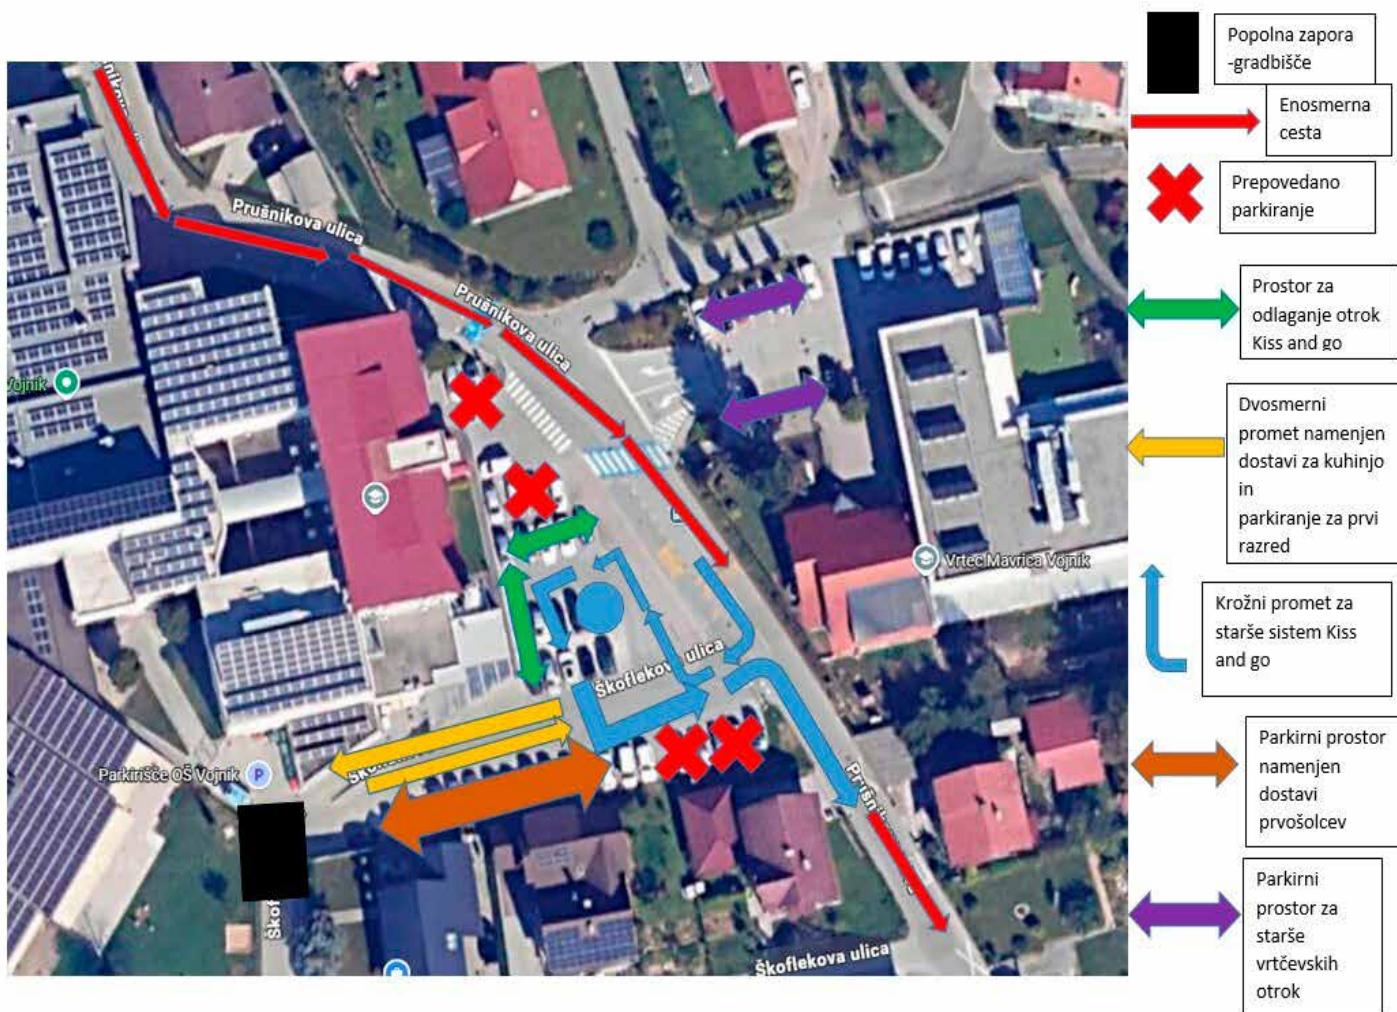 Prušnikova ulica
Prušnikova ulica
Prušnikova ulica
Vojnik
Vrtec Mavrica Vojnik
Škoflekova ulica
Parkirišče OŠ Vojnik
P
Škoflekova ulica
Popolna zapora
-gradbišče
Enosmerna
cesta
Prepovedano
parkiranje
Prostor za
odlaganje otrok
Kiss and go
Dvosmerni
promet namenjen
dostavi za kuhinjo
in
parkiranje za prvi
razred
Krožni promet za
starše sistem Kiss
and go
Parkirni prostor
namenjen
dostavi
prvošolcev
Parkirni
prostor za
starše
vrtčevskih
otrok